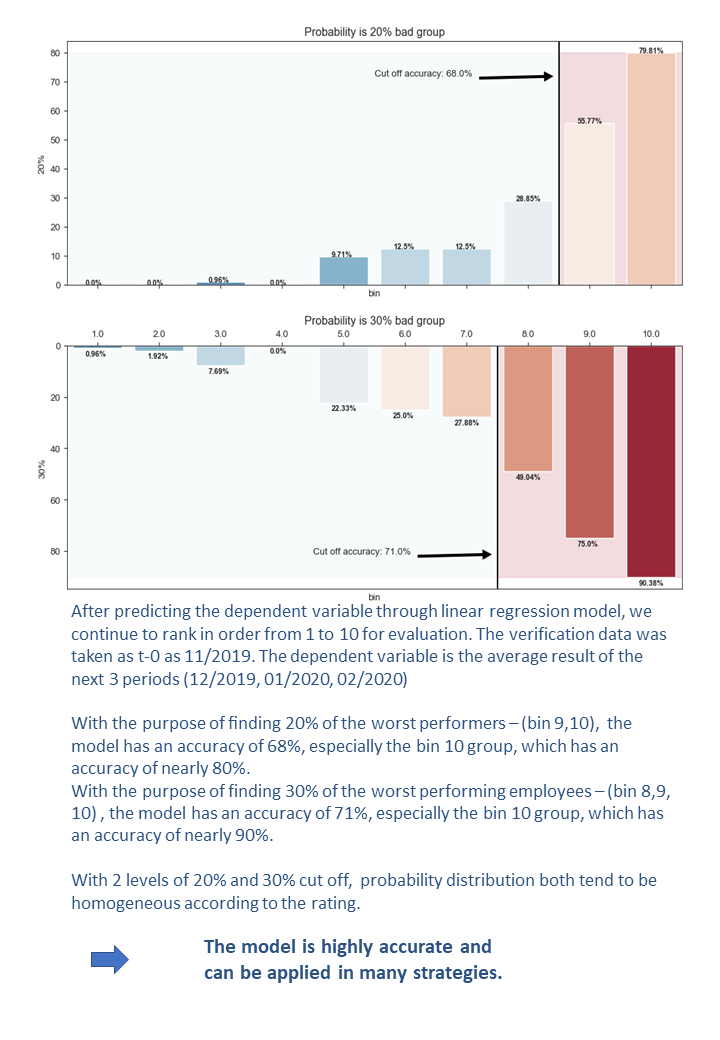 Probability is 20% bad group
80
70
60
50
40
30
20
10
0
20%
Cut off accuracy: 68.0%
0.0%
0.0%
0.96%
0.0%
9.71%
12.5%
12.5%
28.85%
55.77%
79.81%
bin
Probability is 30% bad group
1.0 2.0 3.0 4.0 5.0 6.0 7.0 8.0 9.0 10.0
0
20
40
60
80
30%
0.96%
1.92%
7.69%
0.0%
22.33%
25.0%
27.88%
49.04%
75.0%
90.38%
Cut off accuracy: 71.0%
bin
After predicting the dependent variable through linear regression model, we
continue to rank in order from 1 to 10 for evaluation. The verification data was
taken as t-0 as 11/2019. The dependent variable is the average result of the
next 3 periods (12/2019, 01/2020, 02/2020)
With the purpose of finding 20% of the worst performers – (bin 9,10), the
model has an accuracy of 68%, especially the bin 10 group, which has an
accuracy of nearly 80%.
With the purpose of finding 30% of the worst performing employees – (bin 8,9,
10) , the model has an accuracy of 71%, especially the bin 10 group, which has
an accuracy of nearly 90%.
With 2 levels of 20% and 30% cut off, probability distribution both tend to be
homogeneous according to the rating.
The model is highly accurate and
can be applied in many strategies.